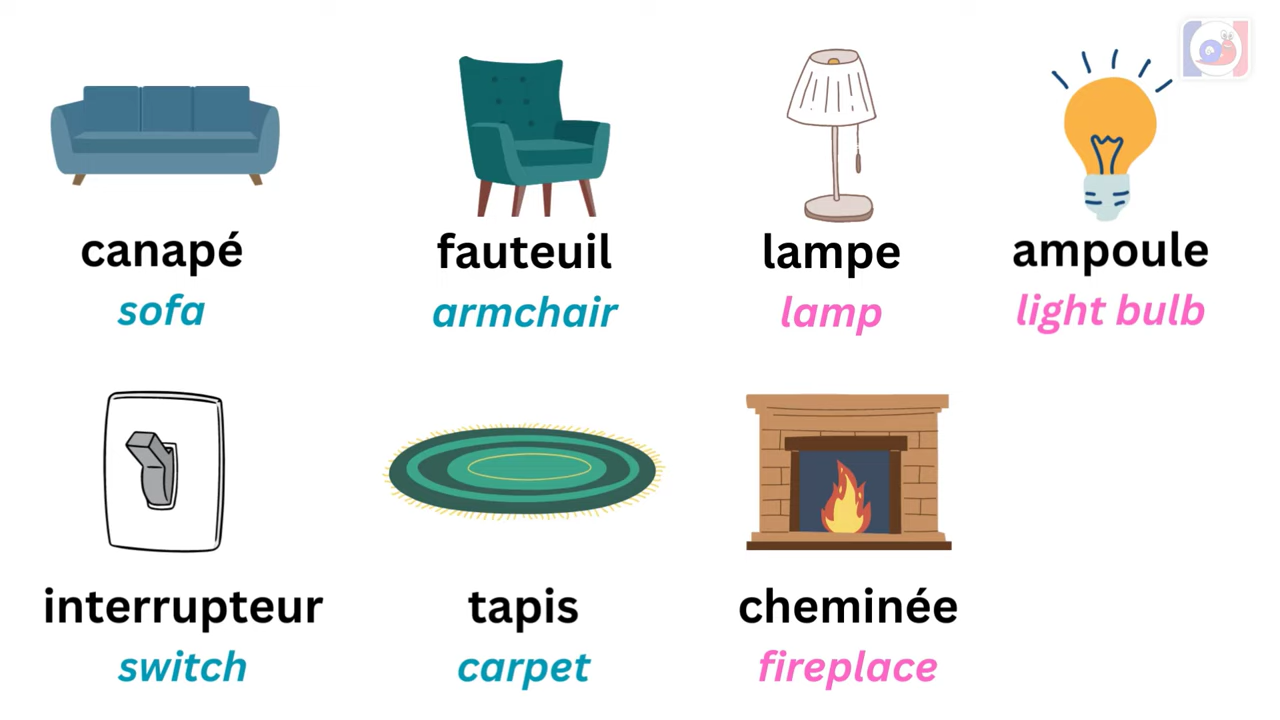 canapé
sofa
fauteuil
armchair
lampe
lamp
ampoule
light bulb
interrupteur
switch
tapis
carpet
cheminée
fireplace